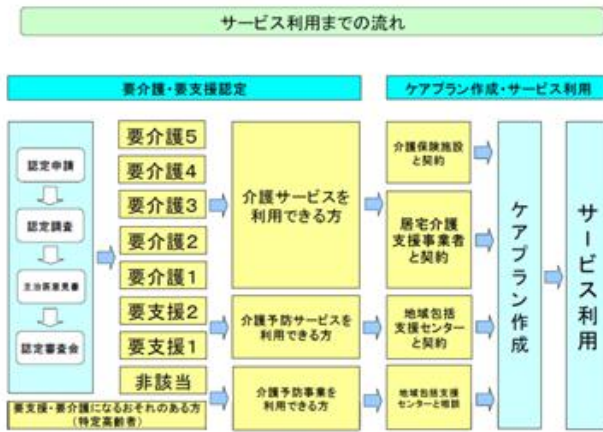 サービス利用までの流れ
要介護・要支援認定
ケアプラン作成・サービス利用
認定申請
認定調査
主治医意見書
認定審査会
要介護5
要介護4
要介護3
要介護2
要介護1
要支援2
要支援1
非該当
要支援・要介護になるおそれのある方
(特定高齢者)
介護サービスを
利用できる方
介護予防サービスを
利用できる方
介護予防事業を
利用できる方
介護保険施設
と契約
居宅介護
支援事業者
と契約
地域包括
支援センター
と契約
地域包括支援
センターと相談
ケアプラン作成
サービス利用